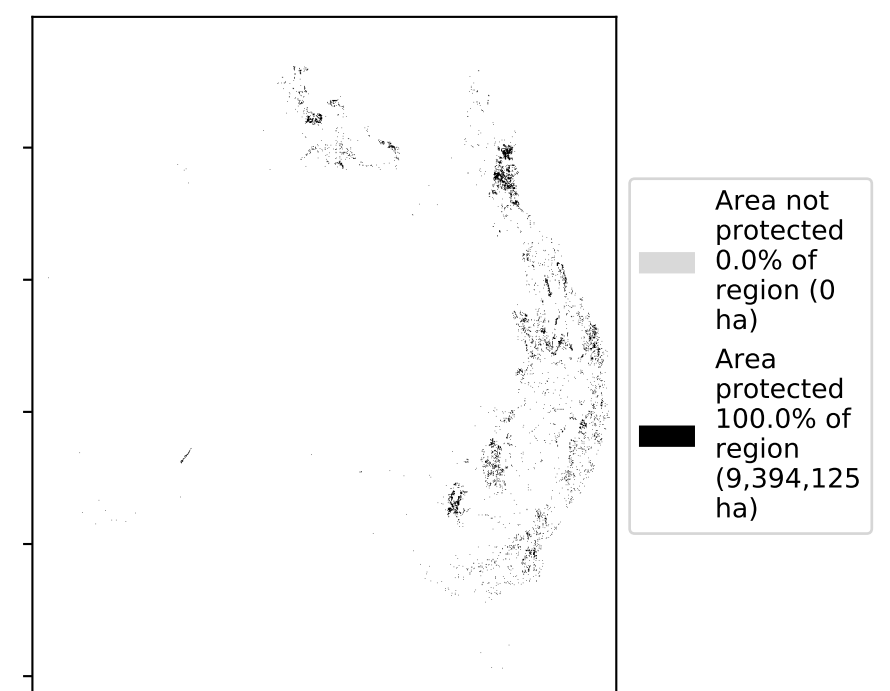 Area not
protected
0.0% of
region (0
ha)
Area
protected
100.0% of
region
(9,394,125
ha)